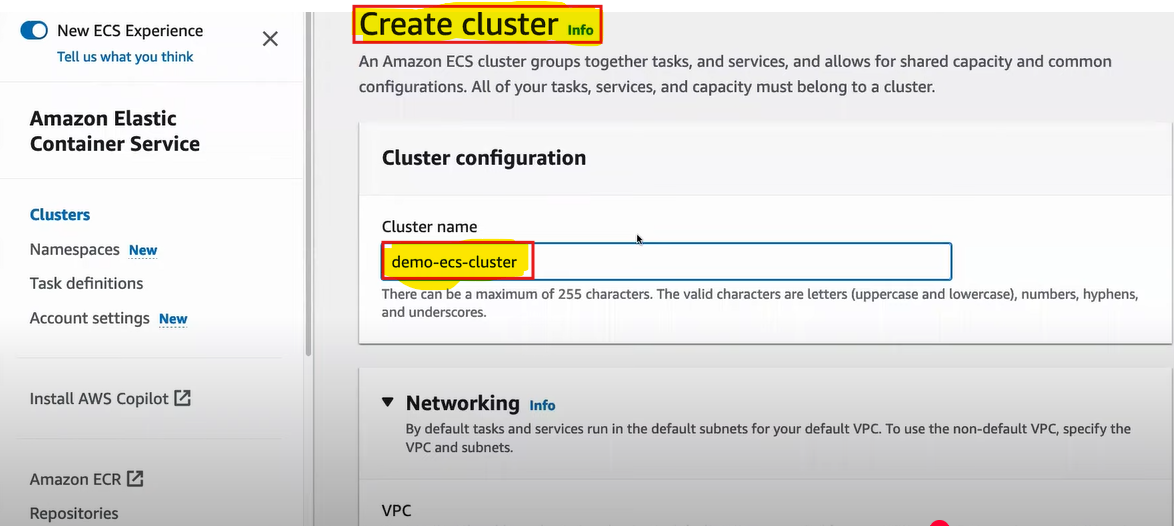 New ECS Experience
Tell us what you think
Amazon Elastic
Container Service
Clusters
Namespaces New
Task definitions
Account settings New
Install AWS Copilot
Amazon ECR
Repositories
Create cluster Info
An Amazon ECS cluster groups together tasks, and services, and allows for shared capacity and common
configurations. All of your tasks, services, and capacity must belong to a cluster.
Cluster configuration
Cluster name
demo-ecs-cluster
There can be a maximum of 255 characters. The valid characters are letters (uppercase and lowercase), numbers, hyphens,
and underscores.
Networking Info
By default tasks and services run in the default subnets for your default VPC. To use the non-default VPC, specify the
VPC and subnets.
VPC